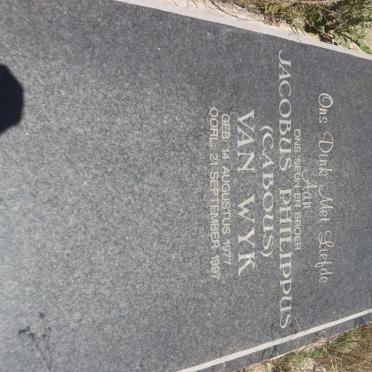 Ons Dink Met Liefde
Aan
ONS SEUN EN BROER
JACOBUS PHILIPPUS
(CABOUS)
VAN WYK
GEB. 14 AUGUSTUS 1977
OORL. 21 SEPTEMBER 1997